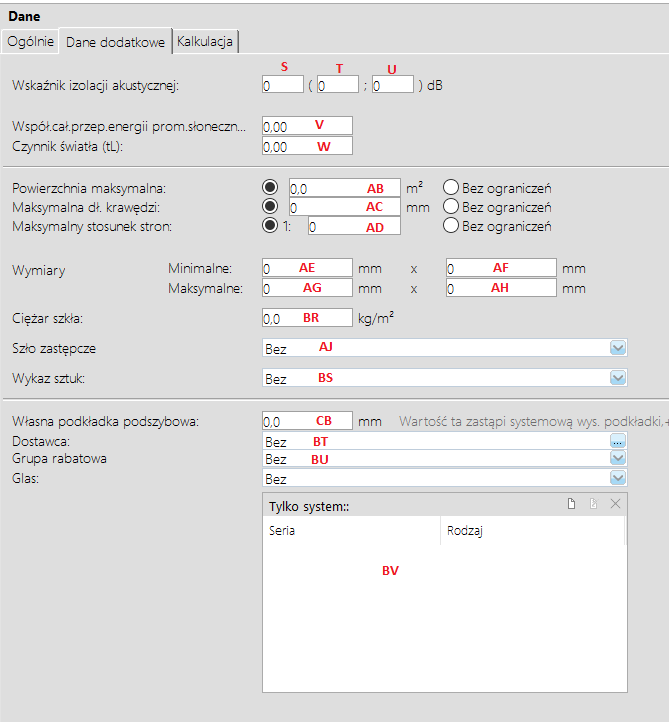 Dane
Ogólnie Dane dodatkowe Kalkulacja
S T U
Wskaźnik izolacji akustycznej: 0 ( 0 ; 0 ) dB
Współ.cał.przep.energii prom.słoneczn... 0,00 V
Czynnik światła (tL): 0,00 W
Powierzchnia maksymalna: 0,0 AB m² Bez ograniczeń
Maksymalna dł. krawędzi: 0 AC mm Bez ograniczeń
Maksymalny stosunek stron: 1: 0 AD Bez ograniczeń
Wymiary Minimalne: 0 AE mm x 0 AF mm
Maksymalne: 0 AG mm x 0 AH mm
Ciężar szkła: 0,0 BR kg/m²
Szło zastępcze Bez AJ
Wykaz sztuk: Bez BS
Własna podkładka podszybowa: 0,0 CB mm Wartość ta zastąpi systemową wys. podkładki,+
Dostawca: Bez BT ...
Grupa rabatowa Bez BU
Glas: Bez
Tylko system::
Seria Rodzaj
BV